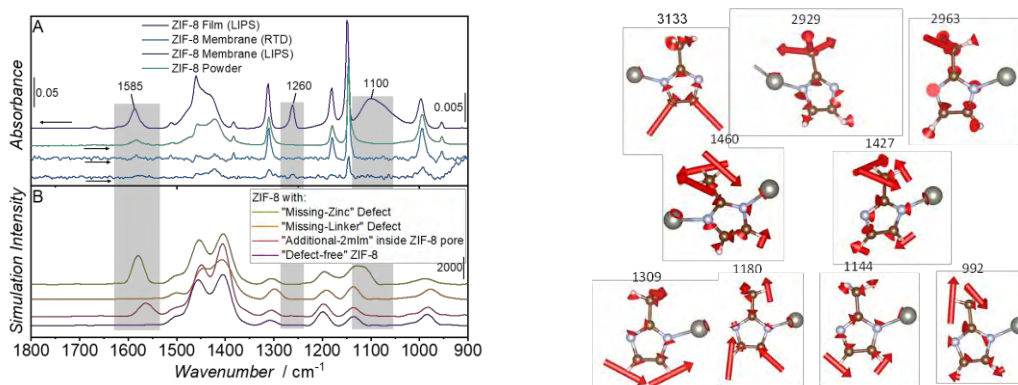 A
ZIF-8 Film (LIPS)
ZIF-8 Membrane (RTD)
ZIF-8 Membrane (LIPS)
ZIF-8 Powder
1585
1260
1100
0.05
0.005
Absorbance
B
ZIF-8 with:
"Missing-Zinc" Defect
"Missing-Linker" Defect
"Additional-2mIm" inside ZIF-8 pore
"Defect-free" ZIF-8
2000
Simulation Intensity
1800 1700 1600 1500 1400 1300 1200 1100 1000 900
Wavenumber / cm⁻¹
3133 2929 2963
1460 1427
1309 1180 1144 992